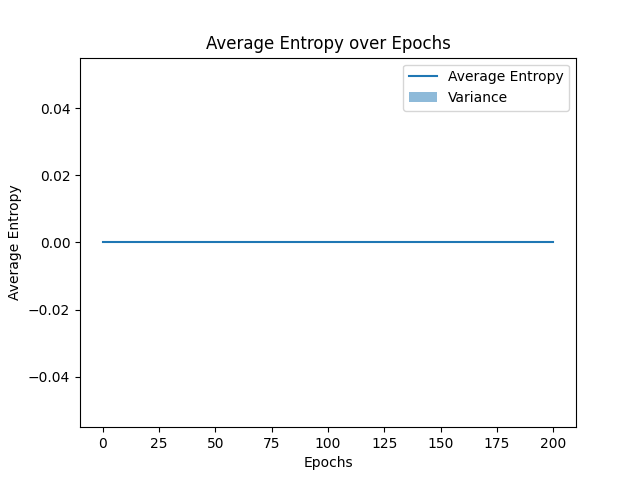 Average Entropy over Epochs
Average Entropy
Variance
0.04
0.02
0.00
−0.02
−0.04
Average Entropy
0 25 50 75 100 125 150 175 200
Epochs